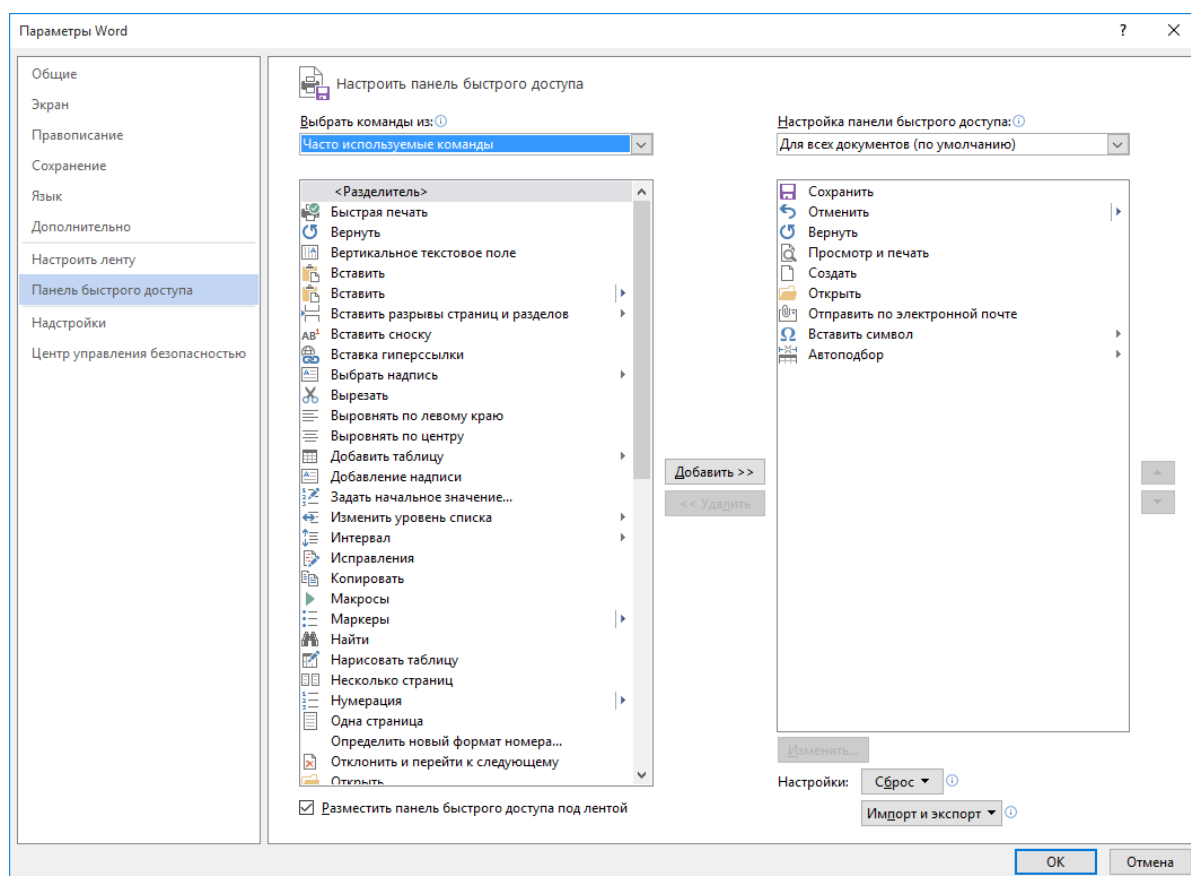 Параметры Word
?
Общие
Экран
Правописание
Сохранение
Язык
Дополнительно
Настроить ленту
Панель быстрого доступа
Надстройки
Центр управления безопасностью
Настроить панель быстрого доступа
Выбрать команды из:
Часто используемые команды
<Разделитель>
Быстрая печать
Вернуть
Вертикальное текстовое поле
Вставить
Вставить
Вставить разрывы страниц и разделов
AB¹ Вставить сноску
Вставка гиперссылки
Выбрать надпись
Вырезать
Выровнять по левому краю
Выровнять по центру
Добавить таблицу
Добавление надписи
Задать начальное значение...
Изменить уровень списка
Интервал
Исправления
Копировать
Макросы
Маркеры
Найти
Нарисовать таблицу
Несколько страниц
Нумерация
Одна страница
Определить новый формат номера...
Отклонить и перейти к следующему
Открыть
Разместить панель быстрого доступа под лентой
Добавить >>
<< Удалить
Настройка панели быстрого доступа:
Для всех документов (по умолчанию)
Сохранить
Отменить
Вернуть
Просмотр и печать
Создать
Открыть
Отправить по электронной почте
Ω Вставить символ
Автоподбор
Изменить...
Настройки: Сброс
Импорт и экспорт
ОК
Отмена